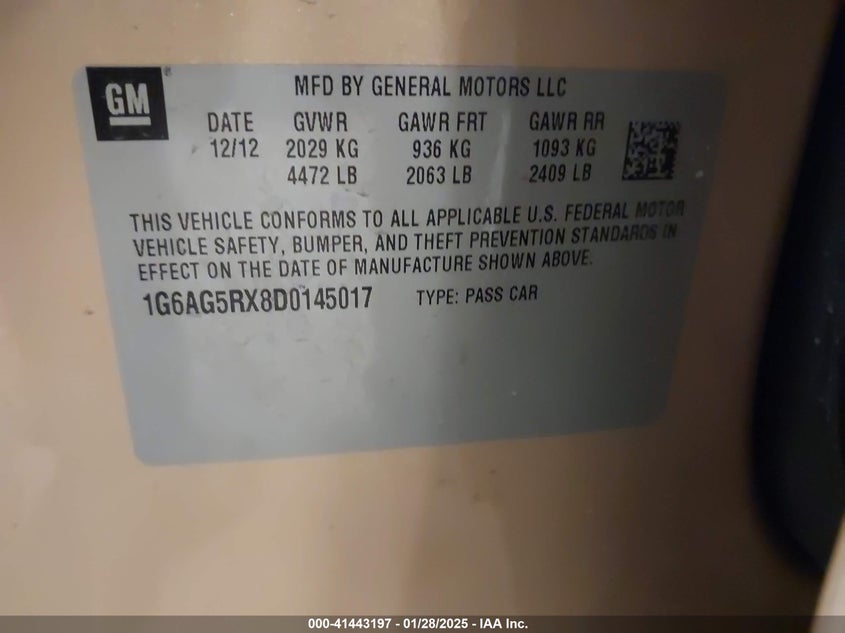 GM®
MFD BY GENERAL MOTORS LLC
DATE GVWR GAWR FRT GAWR RR
12/12 2029 KG 936 KG 1093 KG
4472 LB 2063 LB 2409 LB
THIS VEHICLE CONFORMS TO ALL APPLICABLE U.S. FEDERAL MOTOR
VEHICLE SAFETY, BUMPER, AND THEFT PREVENTION STANDARDS IN
EFFECT ON THE DATE OF MANUFACTURE SHOWN ABOVE.
1G6AG5RX8D0145017 TYPE: PASS CAR
000-41443197 - 01/28/2025 - IAA Inc.